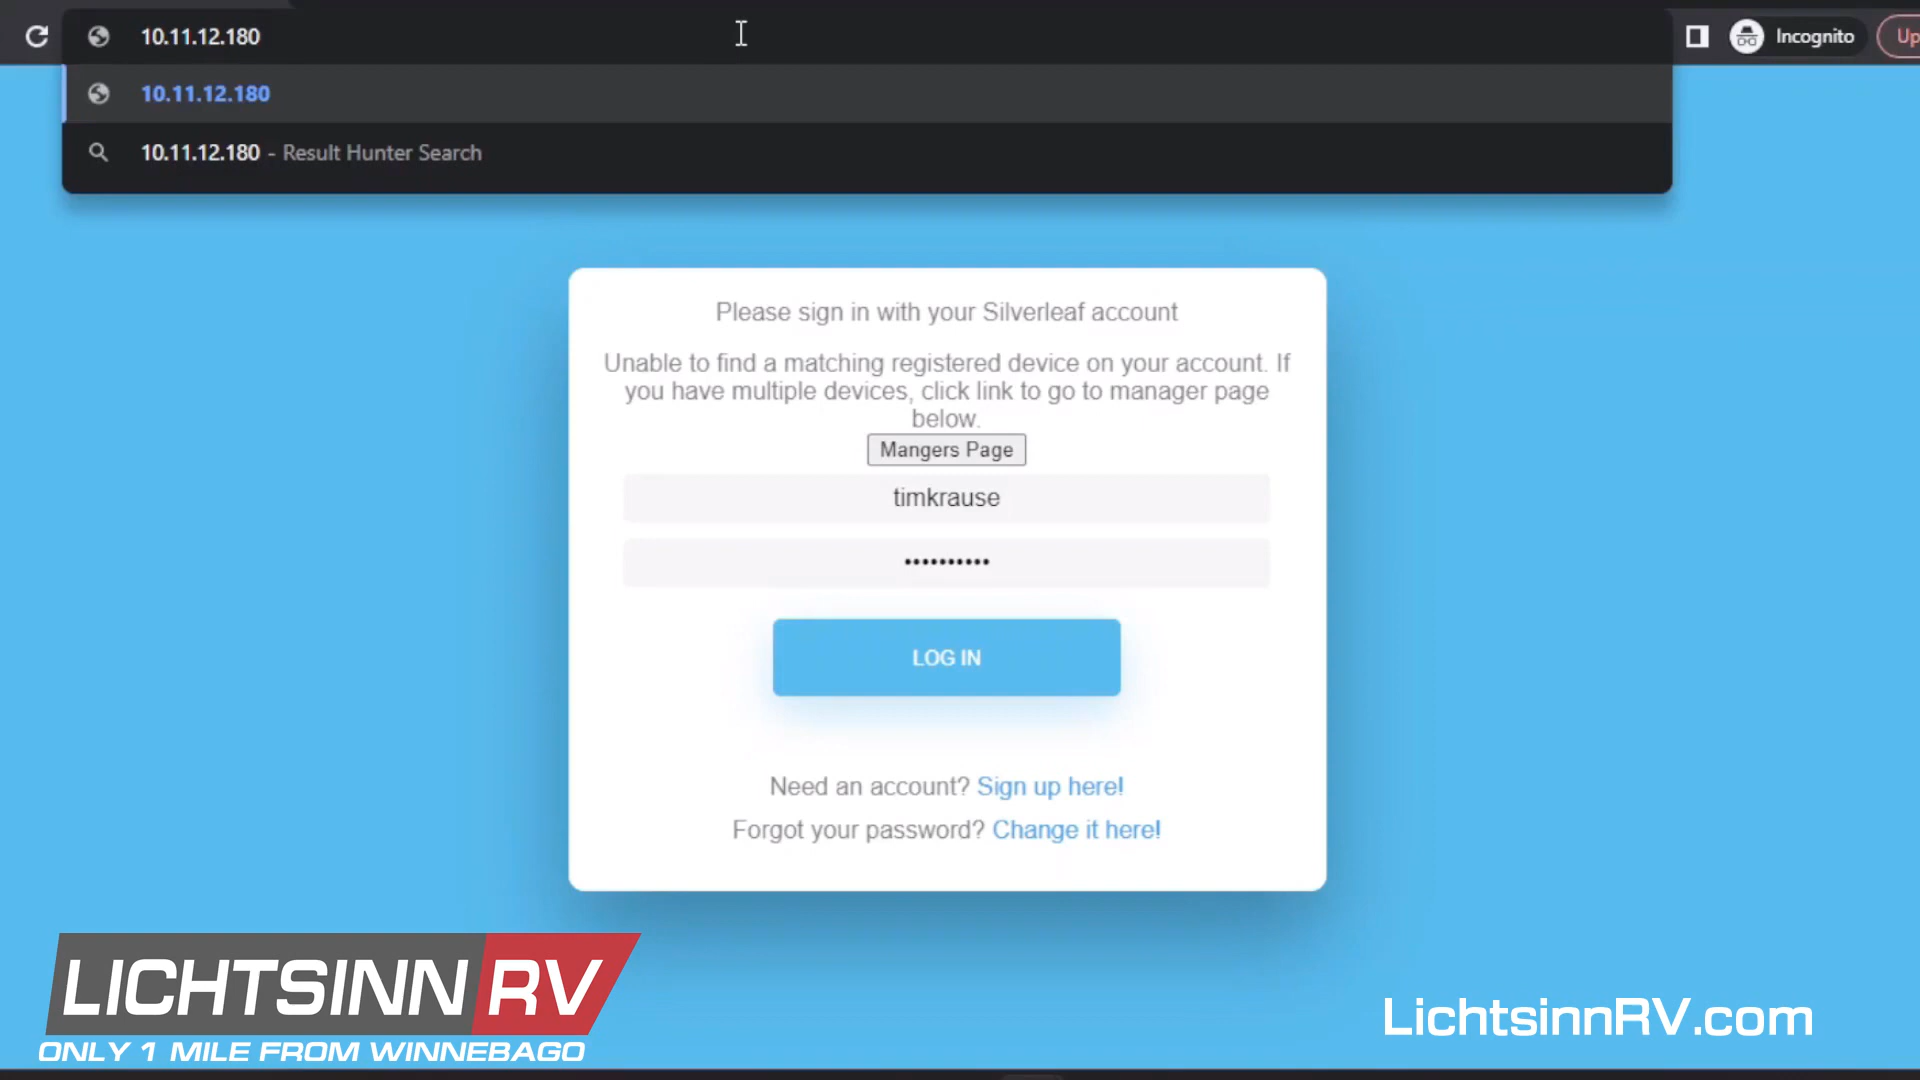 10.11.12.180
Incognito
Up
10.11.12.180
10.11.12.180 - Result Hunter Search
Please sign in with your Silverleaf account
Unable to find a matching registered device on your account. If
you have multiple devices, click link to go to manager page
below.
Mangers Page
timkrause
••••••••••
LOG IN
Need an account? Sign up here!
Forgot your password? Change it here!
LICHTSINN RV
ONLY 1 MILE FROM WINNEBAGO
LichtsinnRV.com